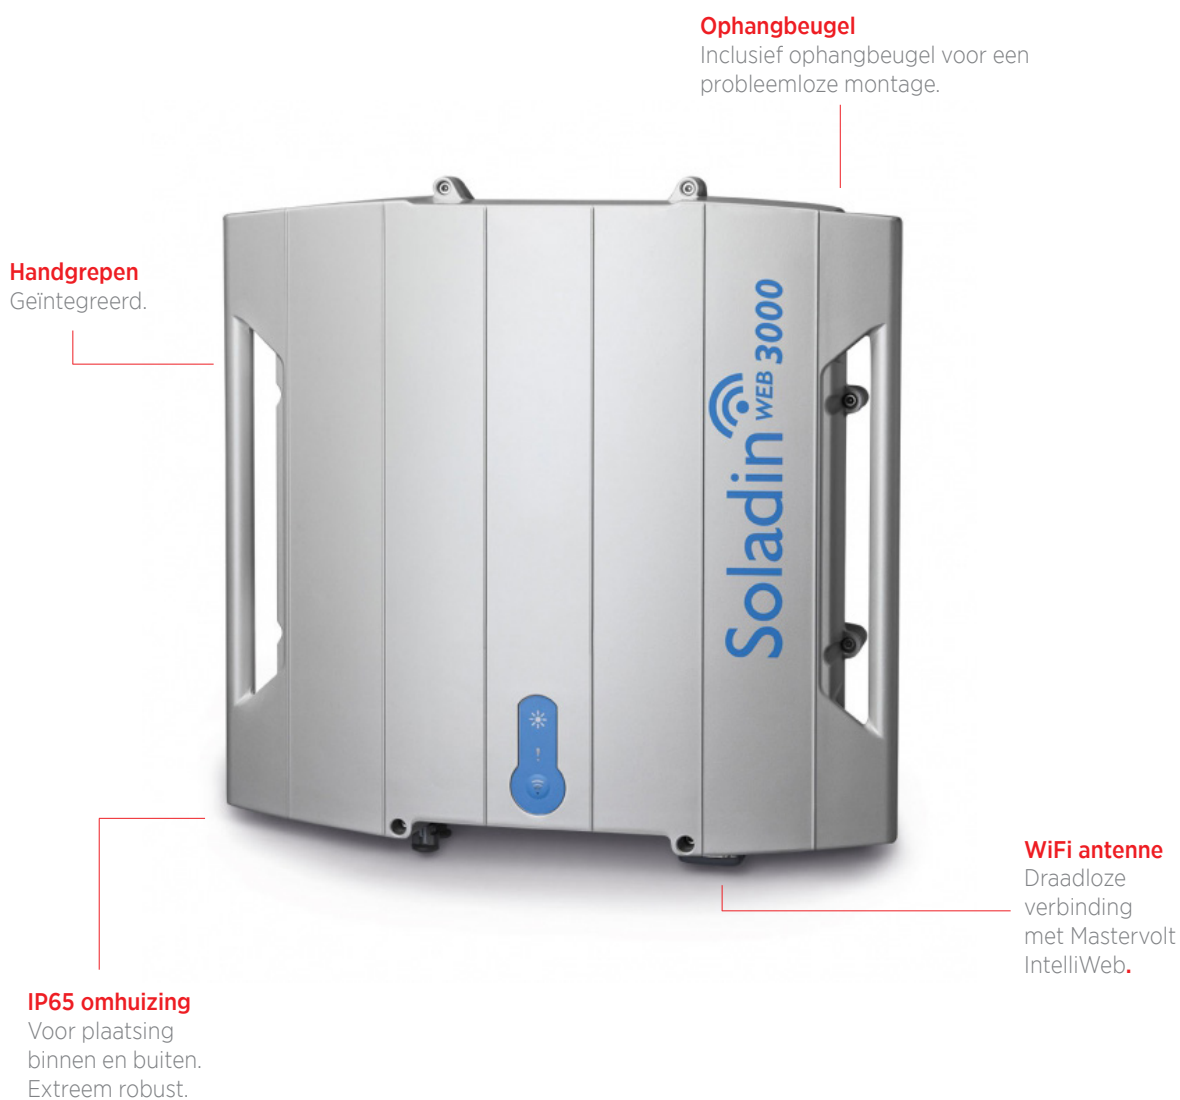 Ophangbeugel
Inclusief ophangbeugel voor een
probleemloze montage.
Handgrepen
Geïntegreerd.
Soladin WEB 3000
!
WiFi antenne
Draadloze
verbinding
met Mastervolt
IntelliWeb.
IP65 omhuizing
Voor plaatsing
binnen en buiten.
Extreem robust.